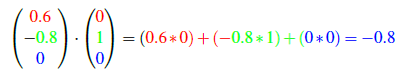 (0.6 −0.8 0) · (0 1 0) = (0.6*0)+(−0.8*1)+(0*0) = −0.8